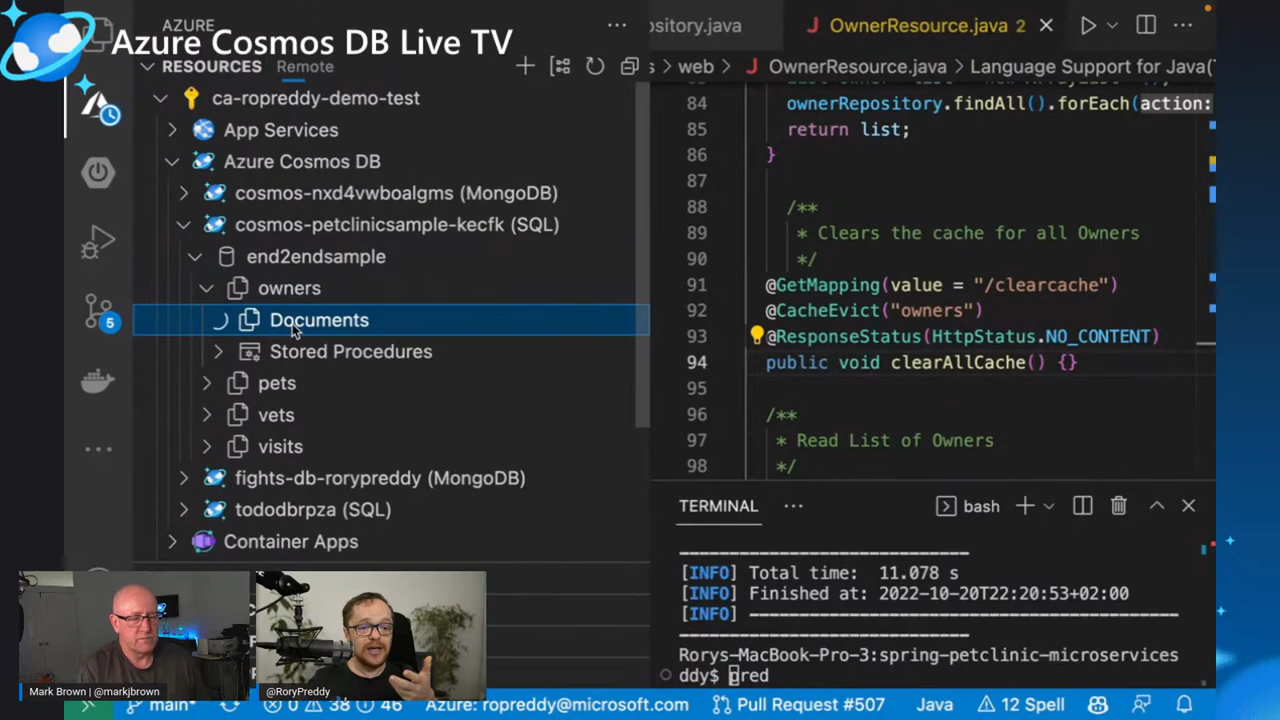 Azure Cosmos DB Live TV
AZURE
RESOURCES Remote
ca-ropreddy-demo-test
App Services
Azure Cosmos DB
cosmos-nxd4vwboalgms (MongoDB)
cosmos-petclinicsample-kecfk (SQL)
end2endsample
owners
Documents
Stored Procedures
pets
vets
visits
fights-db-rorypreddy (MongoDB)
tododbrpza (SQL)
Container Apps
5
ository.java
OwnerResource.java 2
s > web > OwnerResource.java > Language Support for Java(T
84 ownerRepository.findAll().forEach(action:
85 return list;
86 }
87
88 /**
89 * Clears the cache for all Owners
90 */
91 @GetMapping(value = "/clearcache")
92 @CacheEvict("owners")
93 @ResponseStatus(HttpStatus.NO_CONTENT)
94 public void clearAllCache() {}
95
96 /**
97 * Read List of Owners
98 */
TERMINAL
bash
[INFO] Total time: 11.078 s
[INFO] Finished at: 2022-10-20T22:20:53+02:00
[INFO]
Rorys-MacBook-Pro-3:spring-petclinic-microservices
ddy$ pred
main* 0 38 46 Azure: ropreddy@microsoft.com Pull Request #507 Java 12 Spell
Mark Brown | @markjbrown
@RoryPreddy